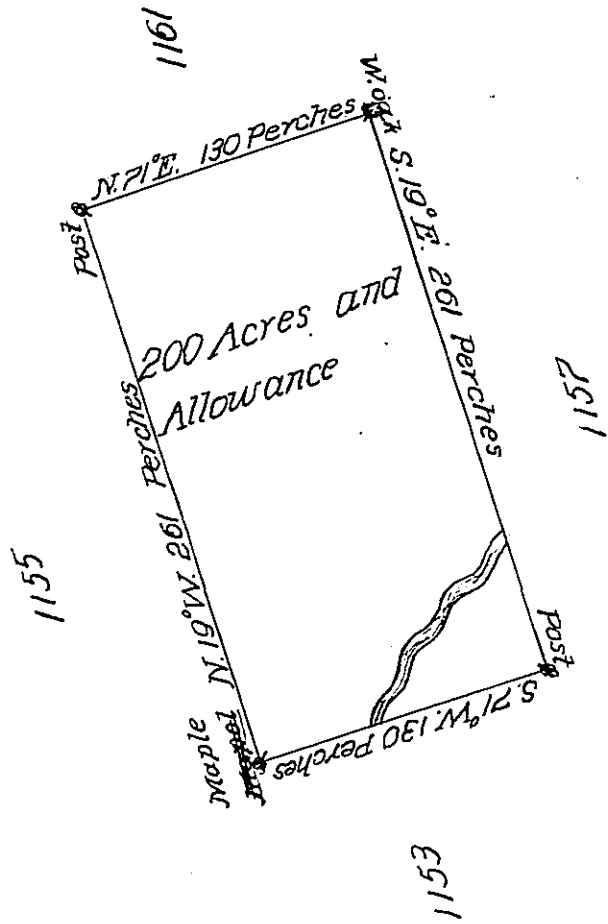 1161
N. 71° E. 130 Perches
W. oak
Post
S. 19° E. 261 perches
200 Acres and
Allowance
1157
N. 19° W. 261 Perches
1155
Maple
post
S. 71° W. 130 Perches
1153